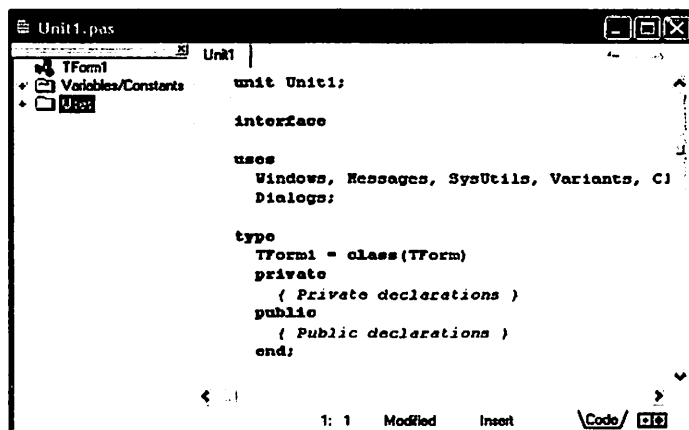 Unit1.pas
TForm1
Variables/Constants
Uses
Unit1
unit Unit1;
interface
uses
Windows, Messages, SysUtils, Variants, Cl
Dialogs;
type
TForm1 = class(TForm)
private
{ Private declarations }
public
{ Public declarations }
end;
1: 1 Modified Insert Code